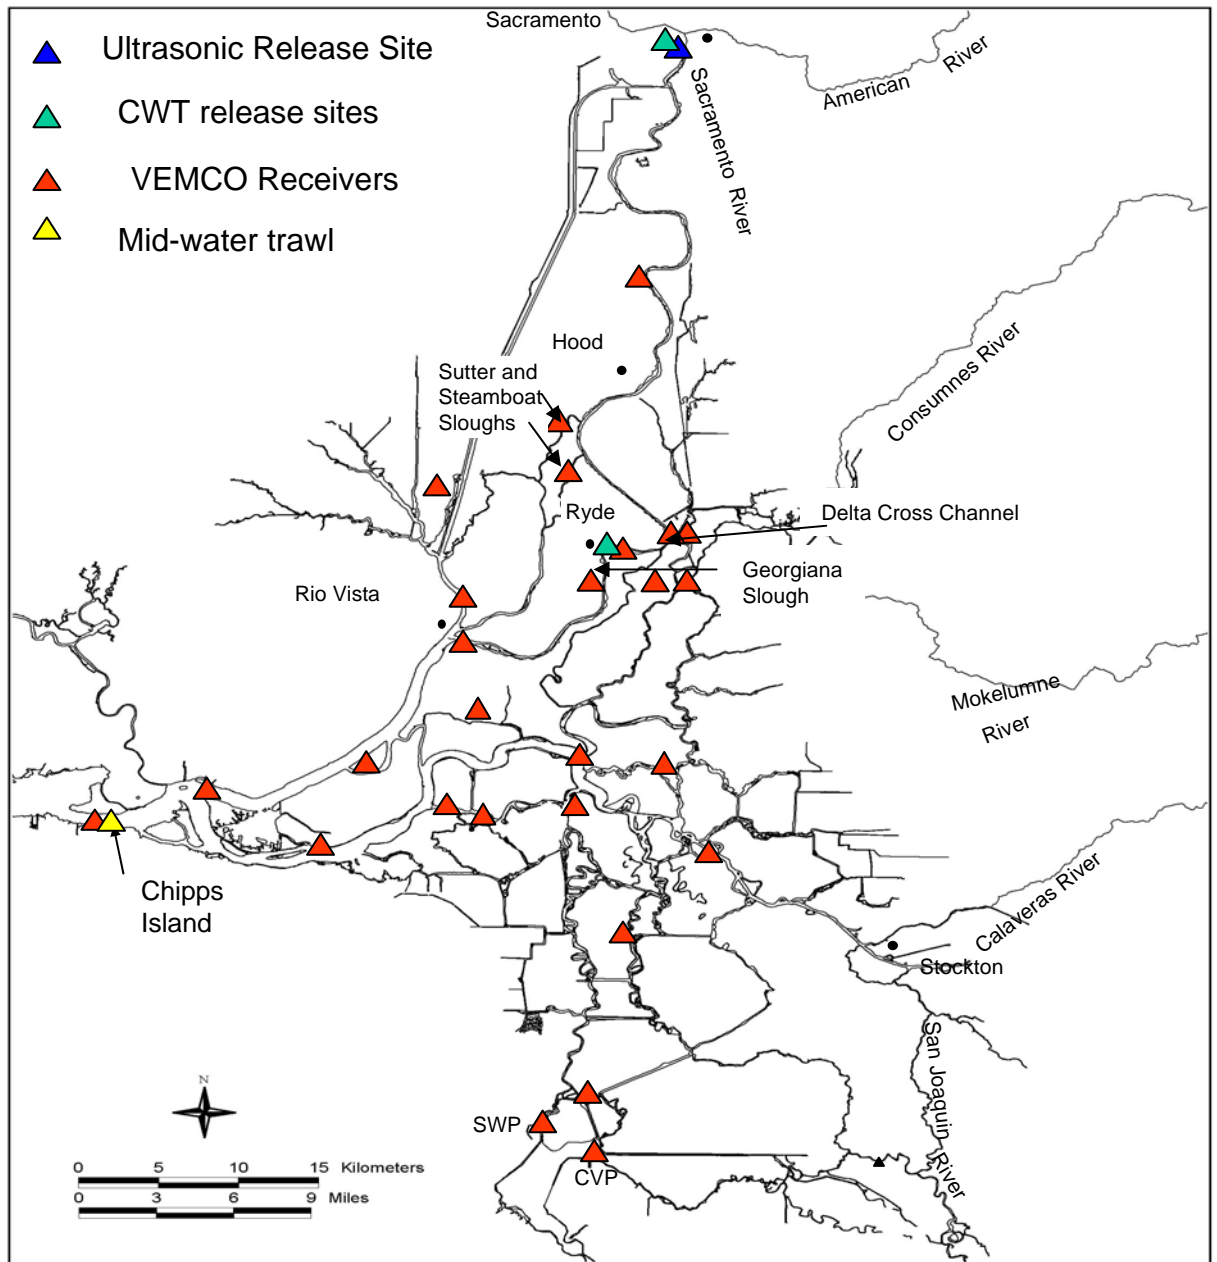 Sacramento
Ultrasonic Release Site
CWT release sites
VEMCO Receivers
Mid-water trawl
American
River
Sacramento River
Consumnes River
Hood
Sutter and
Steamboat
Sloughs
Ryde
Delta Cross Channel
Georgiana
Slough
Rio Vista
Mokelumne
River
Chipps
Island
Calaveras River
Stockton
San Joaquin River
N
SWP
CVP
0 5 10 15 Kilometers
0 3 6 9 Miles